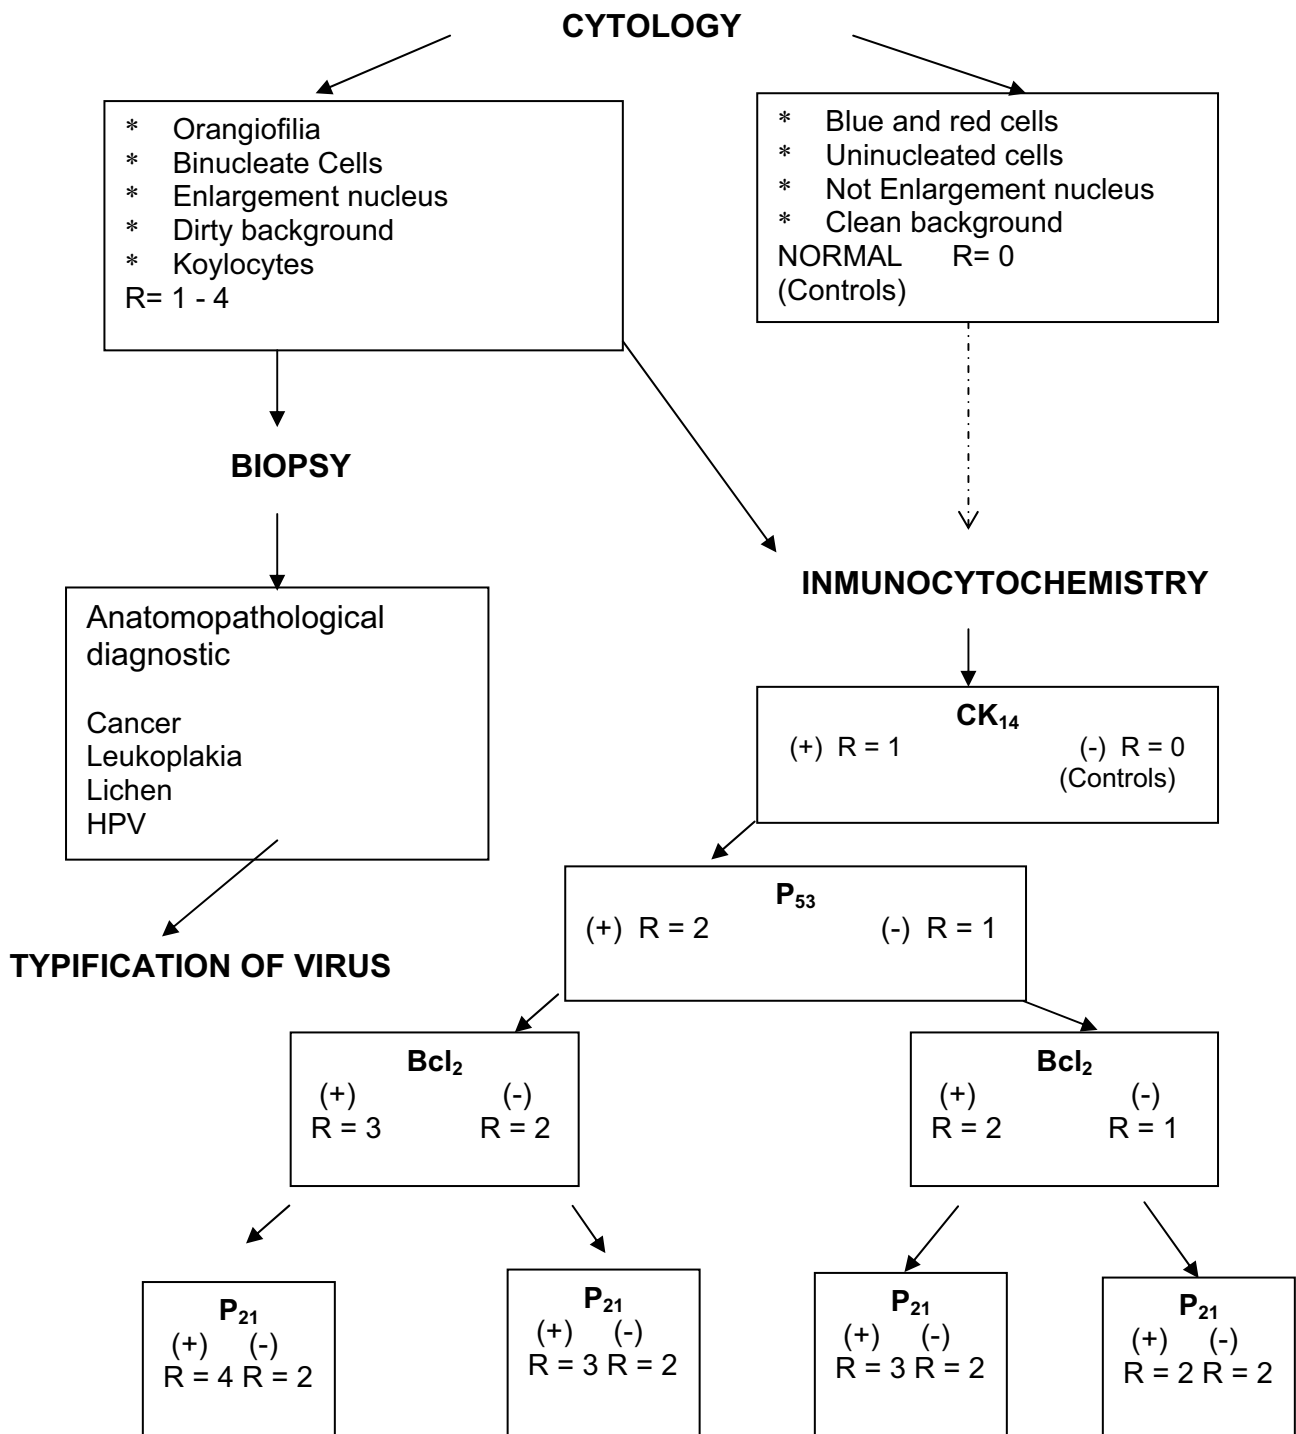 CYTOLOGY
* Orangiofilia
* Binucleate Cells
* Enlargement nucleus
* Dirty background
* Koylocytes
R= 1 - 4
* Blue and red cells
* Uninucleated cells
* Not Enlargement nucleus
* Clean background
NORMAL R= 0
(Controls)
BIOPSY
INMUNOCYTOCHEMISTRY
Anatomopathological
diagnostic
Cancer
Leukoplakia
Lichen
HPV
CK14
(+) R = 1 (-) R = 0
(Controls)
P53
(+) R = 2 (-) R = 1
TYPIFICATION OF VIRUS
Bcl2
(+) (-)
R = 3 R = 2
Bcl2
(+) (-)
R = 2 R = 1
P21
(+) (-)
R = 4 R = 2
P21
(+) (-)
R = 3 R = 2
P21
(+) (-)
R = 3 R = 2
P21
(+) (-)
R = 2 R = 2